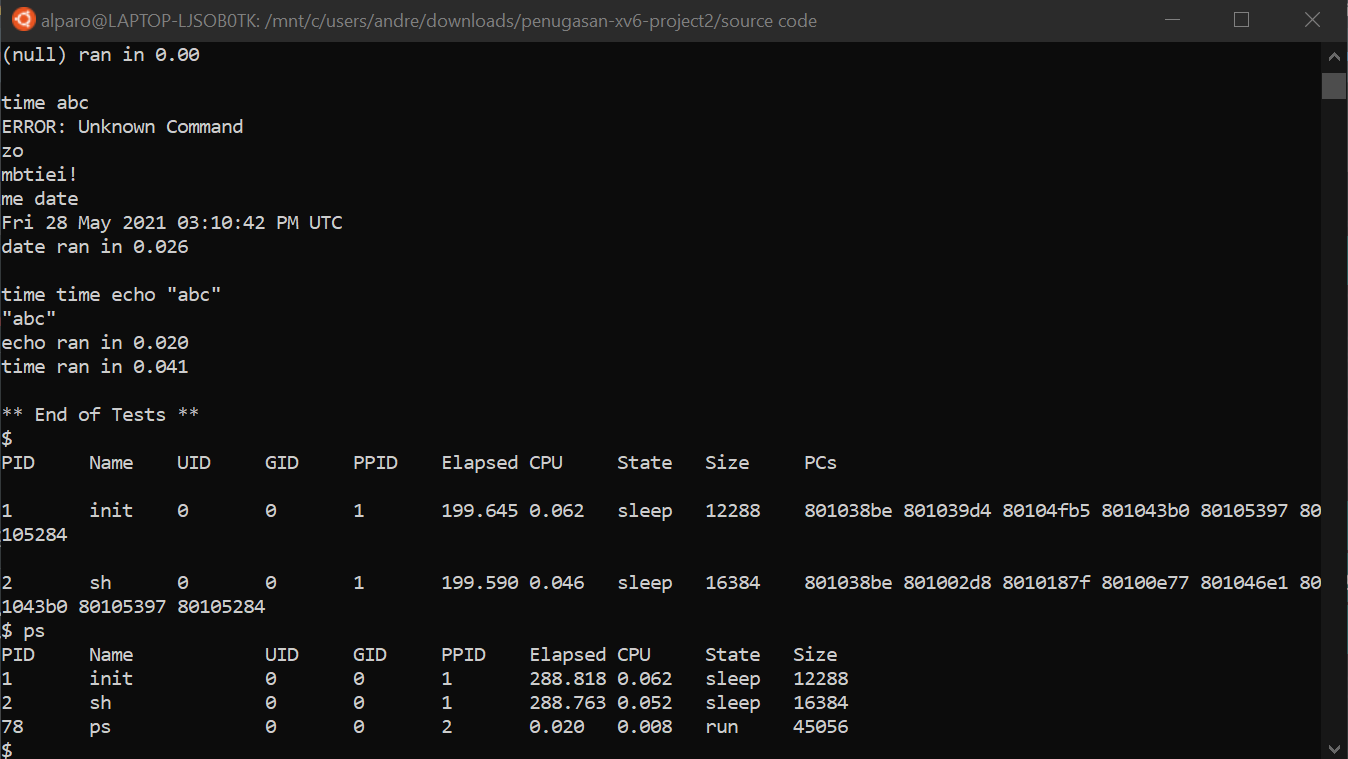 alparo@LAPTOP-LJSOB0TK: /mnt/c/users/andre/downloads/penugasan-xv6-project2/source code
(null) ran in 0.00
time abc
ERROR: Unknown Command
zo
mbtiei!
me date
Fri 28 May 2021 03:10:42 PM UTC
date ran in 0.026
time time echo "abc"
"abc"
echo ran in 0.020
time ran in 0.041
** End of Tests **
$
PID Name UID GID PPID Elapsed CPU State Size PCs
1 init 0 0 1 199.645 0.062 sleep 12288 801038be 801039d4 80104fb5 801043b0 80105397 80
105284
2 sh 0 0 1 199.590 0.046 sleep 16384 801038be 801002d8 8010187f 80100e77 801046e1 80
1043b0 80105397 80105284
$ ps
PID Name UID GID PPID Elapsed CPU State Size
1 init 0 0 1 288.818 0.062 sleep 12288
2 sh 0 0 1 288.763 0.052 sleep 16384
78 ps 0 0 2 0.020 0.008 run 45056
$